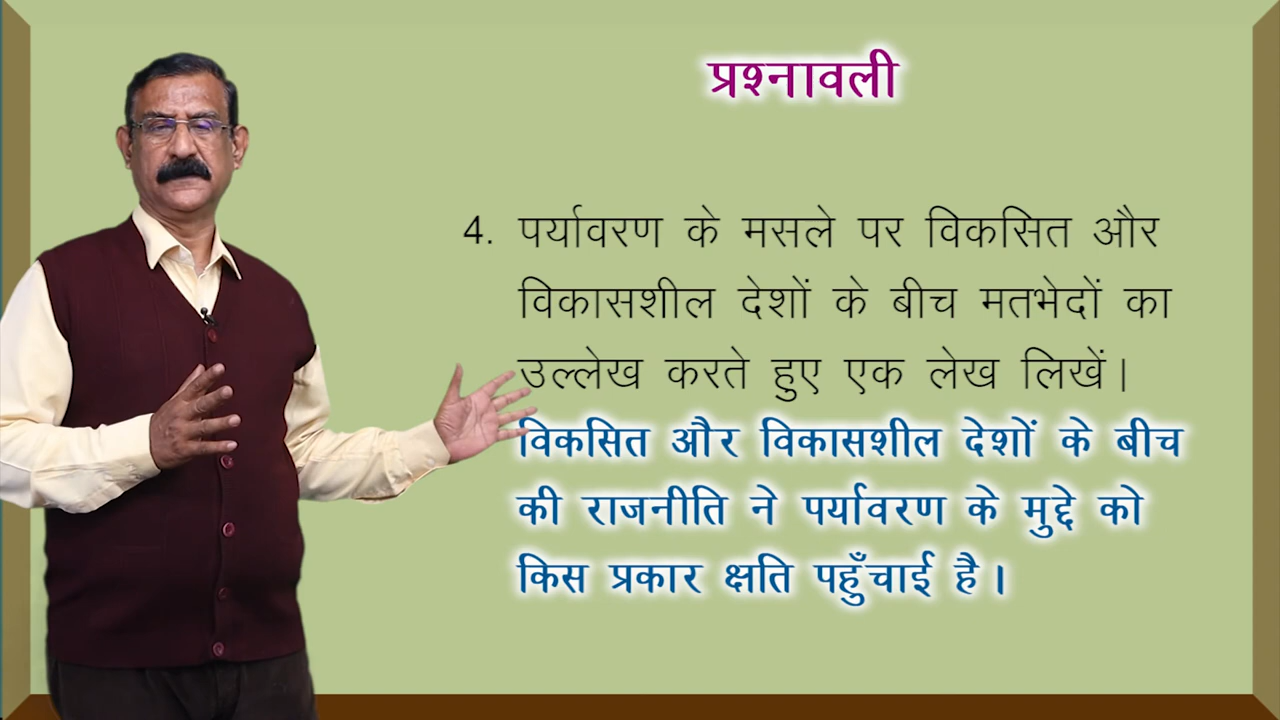 प्रश्नावली
4. पर्यावरण के मसले पर विकसित और
विकासशील देशों के बीच मतभेदों का
उल्लेख करते हुए एक लेख लिखें।
विकसित और विकासशील देशों के बीच
की राजनीति ने पर्यावरण के मुद्दे को
किस प्रकार क्षति पहुँचाई है।